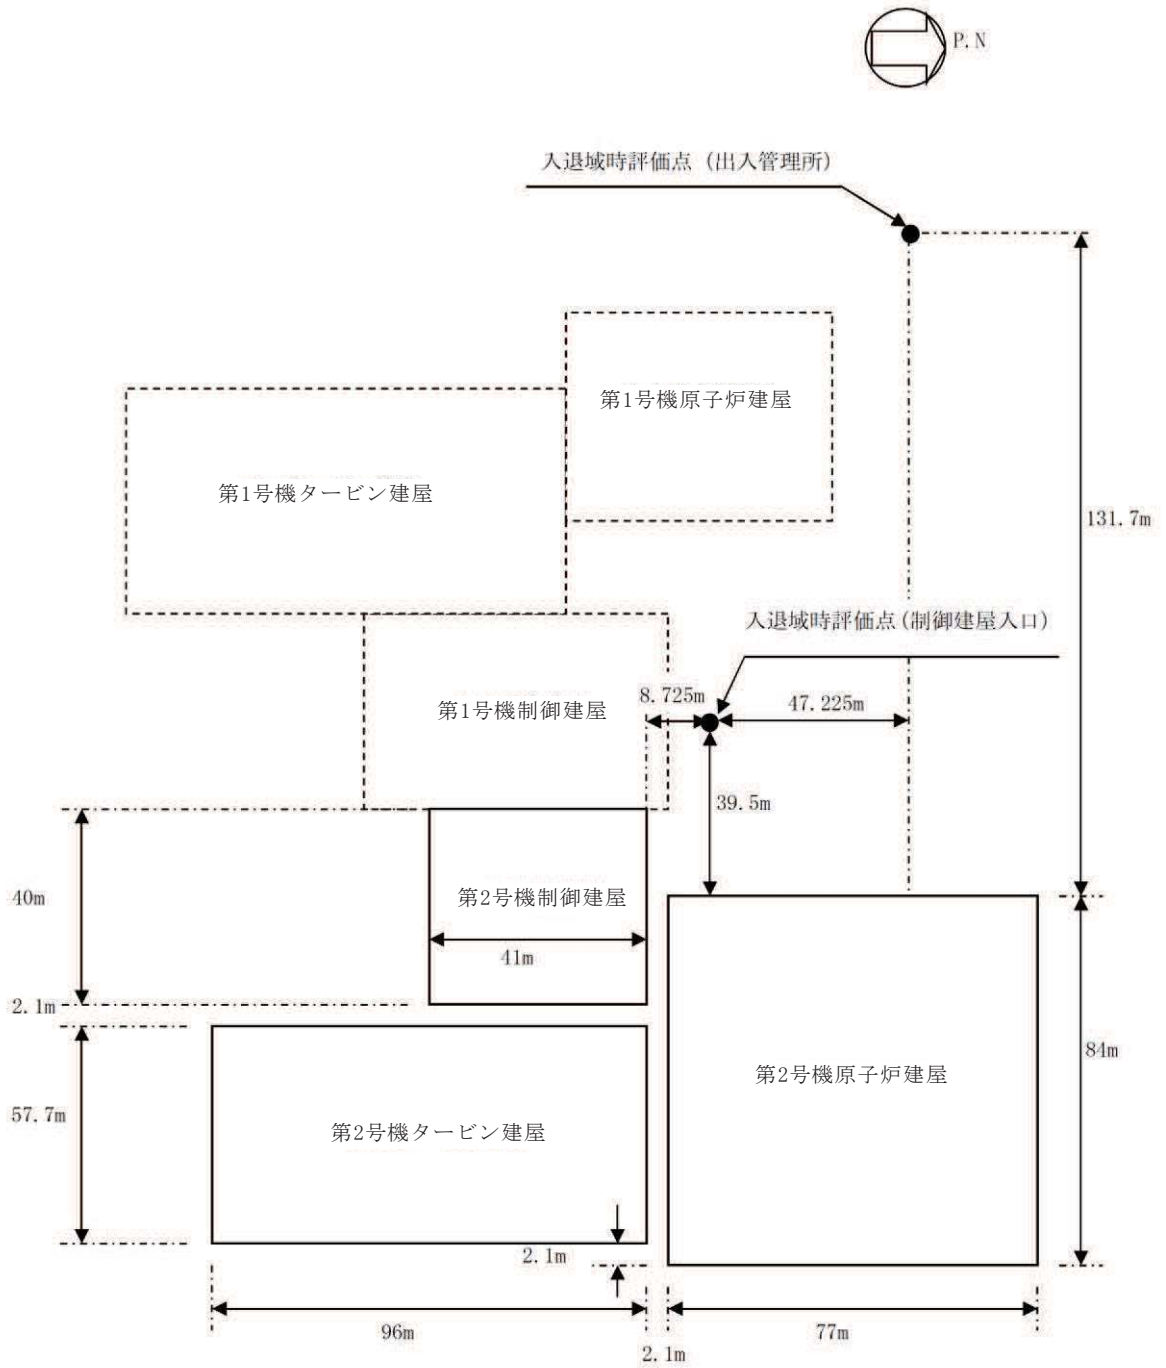 P.N
入退域時評価点 (出入管理所)
第1号機原子炉建屋
第1号機タービン建屋
131.7m
入退域時評価点(制御建屋入口)
8.725m
47.225m
第1号機制御建屋
39.5m
40m
第2号機制御建屋
41m
2.1m
84m
第2号機原子炉建屋
57.7m
第2号機タービン建屋
2.1m
96m
77m
2.1m